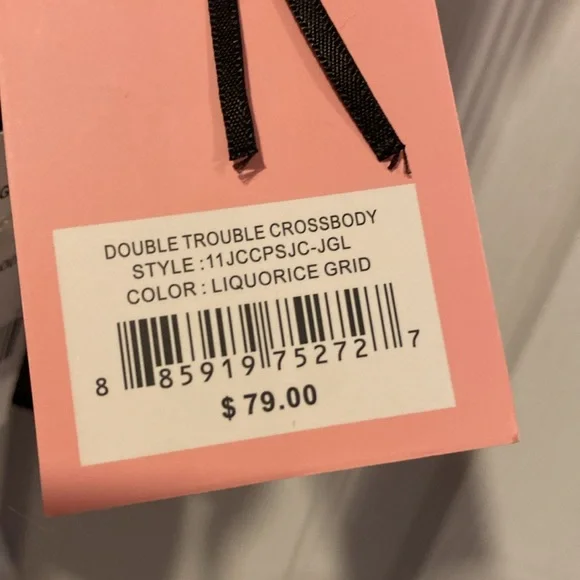 DOUBLE TROUBLE CROSSBODY
STYLE :11JCCPSJC-JGL
COLOR : LIQUORICE GRID
8 85919 75272 7
$ 79.00